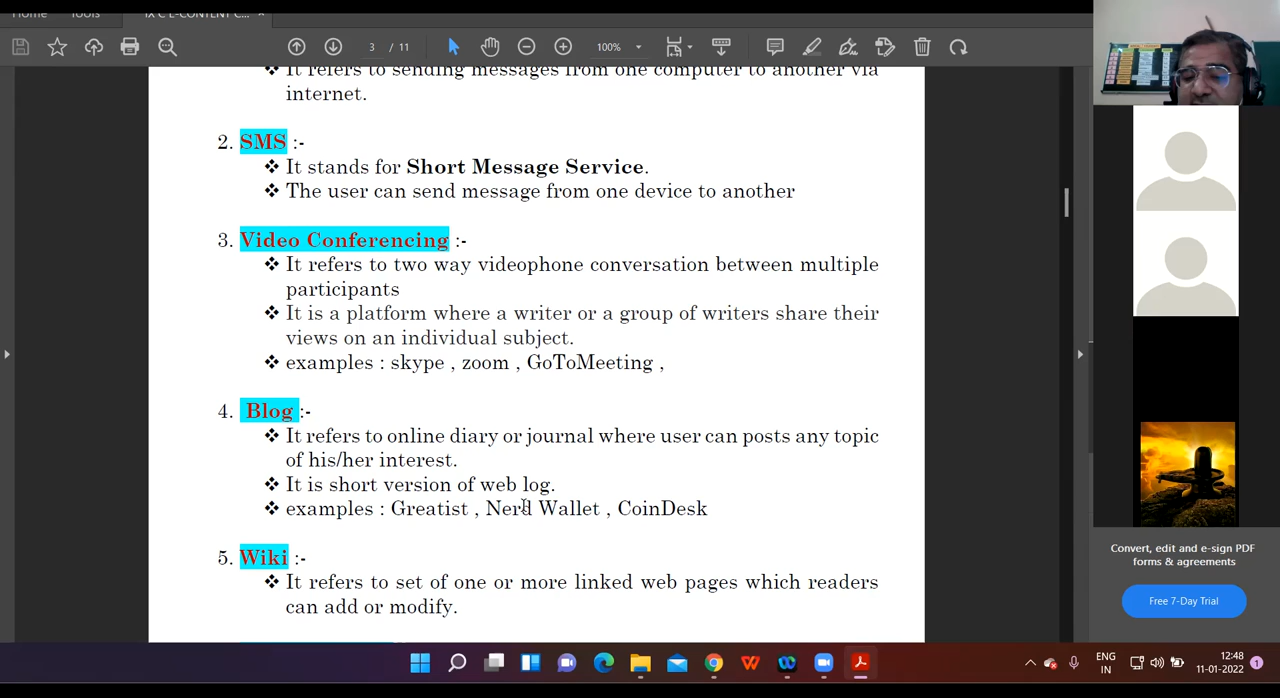 Home Tools IX C E-CONTENT C... ×
3 / 11 100%
It refers to sending messages from one computer to another via
internet.
2. SMS :-
❖ It stands for Short Message Service.
❖ The user can send message from one device to another
3. Video Conferencing :-
❖ It refers to two way videophone conversation between multiple
participants
❖ It is a platform where a writer or a group of writers share their
views on an individual subject.
❖ examples : skype , zoom , GoToMeeting ,
4. Blog :-
❖ It refers to online diary or journal where user can posts any topic
of his/her interest.
❖ It is short version of web log.
❖ examples : Greatist , Nerd Wallet , CoinDesk
5. Wiki :-
❖ It refers to set of one or more linked web pages which readers
can add or modify.
Convert, edit and e-sign PDF
forms & agreements
Free 7-Day Trial
ENG
IN
12:48
11-01-2022
1